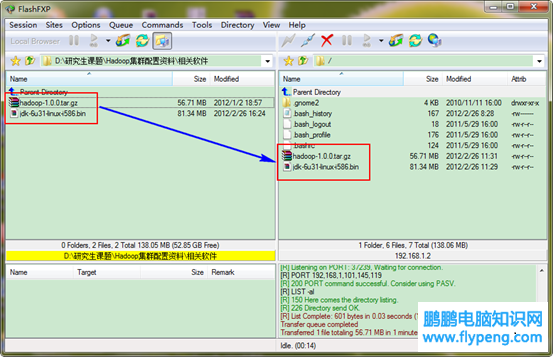 FlashFXP
Session Sites Options Queue Commands Tools Directory View Help
Local Browser
D:\研究生课题\Hadoop集群配置资料\相关软件
/
Name Size Modified
Parent Directory
hadoop-1.0.0.tar.gz 56.71 MB 2012/1/2 18:57
jdk-6u31-linux-i586.bin 81.34 MB 2012/2/26 16:24
Name Size Modified Attrib
Parent Directory
.gnome2 4 KB 2010/11/11 16:00 drwxr-xr-x
.bash_history 167 2012/2/26 8:28 -rw-------
.bash_logout 18 2011/5/29 16:00 -rw-r--r--
.bash_profile 176 2011/5/29 16:00 -rw-r--r--
.bashrc 124 2011/5/29 16:00 -rw-r--r--
hadoop-1.0.0.tar.gz 56.71 MB 2012/2/26 11:31 -rw-r--r--
jdk-6u31-linux-i586.bin 81.34 MB 2012/2/26 11:29 -rw-r--r--
0 Folders, 2 Files, 2 Total 138.05 MB (52.85 GB Free)
D:\研究生课题\Hadoop集群配置资料\相关软件
1 Folder, 6 Files, 7 Total (138.06 MB)
192.168.1.2
Name Target Size Remark
[R] Listening on PORT: 37239, Waiting for connection.
[R] PORT 192,168,1,101,145,119
[R] 200 PORT command successful. Consider using PASV.
[R] LIST -al
[R] 150 Here comes the directory listing.
[R] 226 Directory send OK.
[R] List Complete: 601 bytes in 0.03 seconds
Transfer queue completed
Transferred 1 file totaling 56.71 MB in 1 minute
Idle. (00:14)
鹏鹏电脑知识网
www.flypeng.com